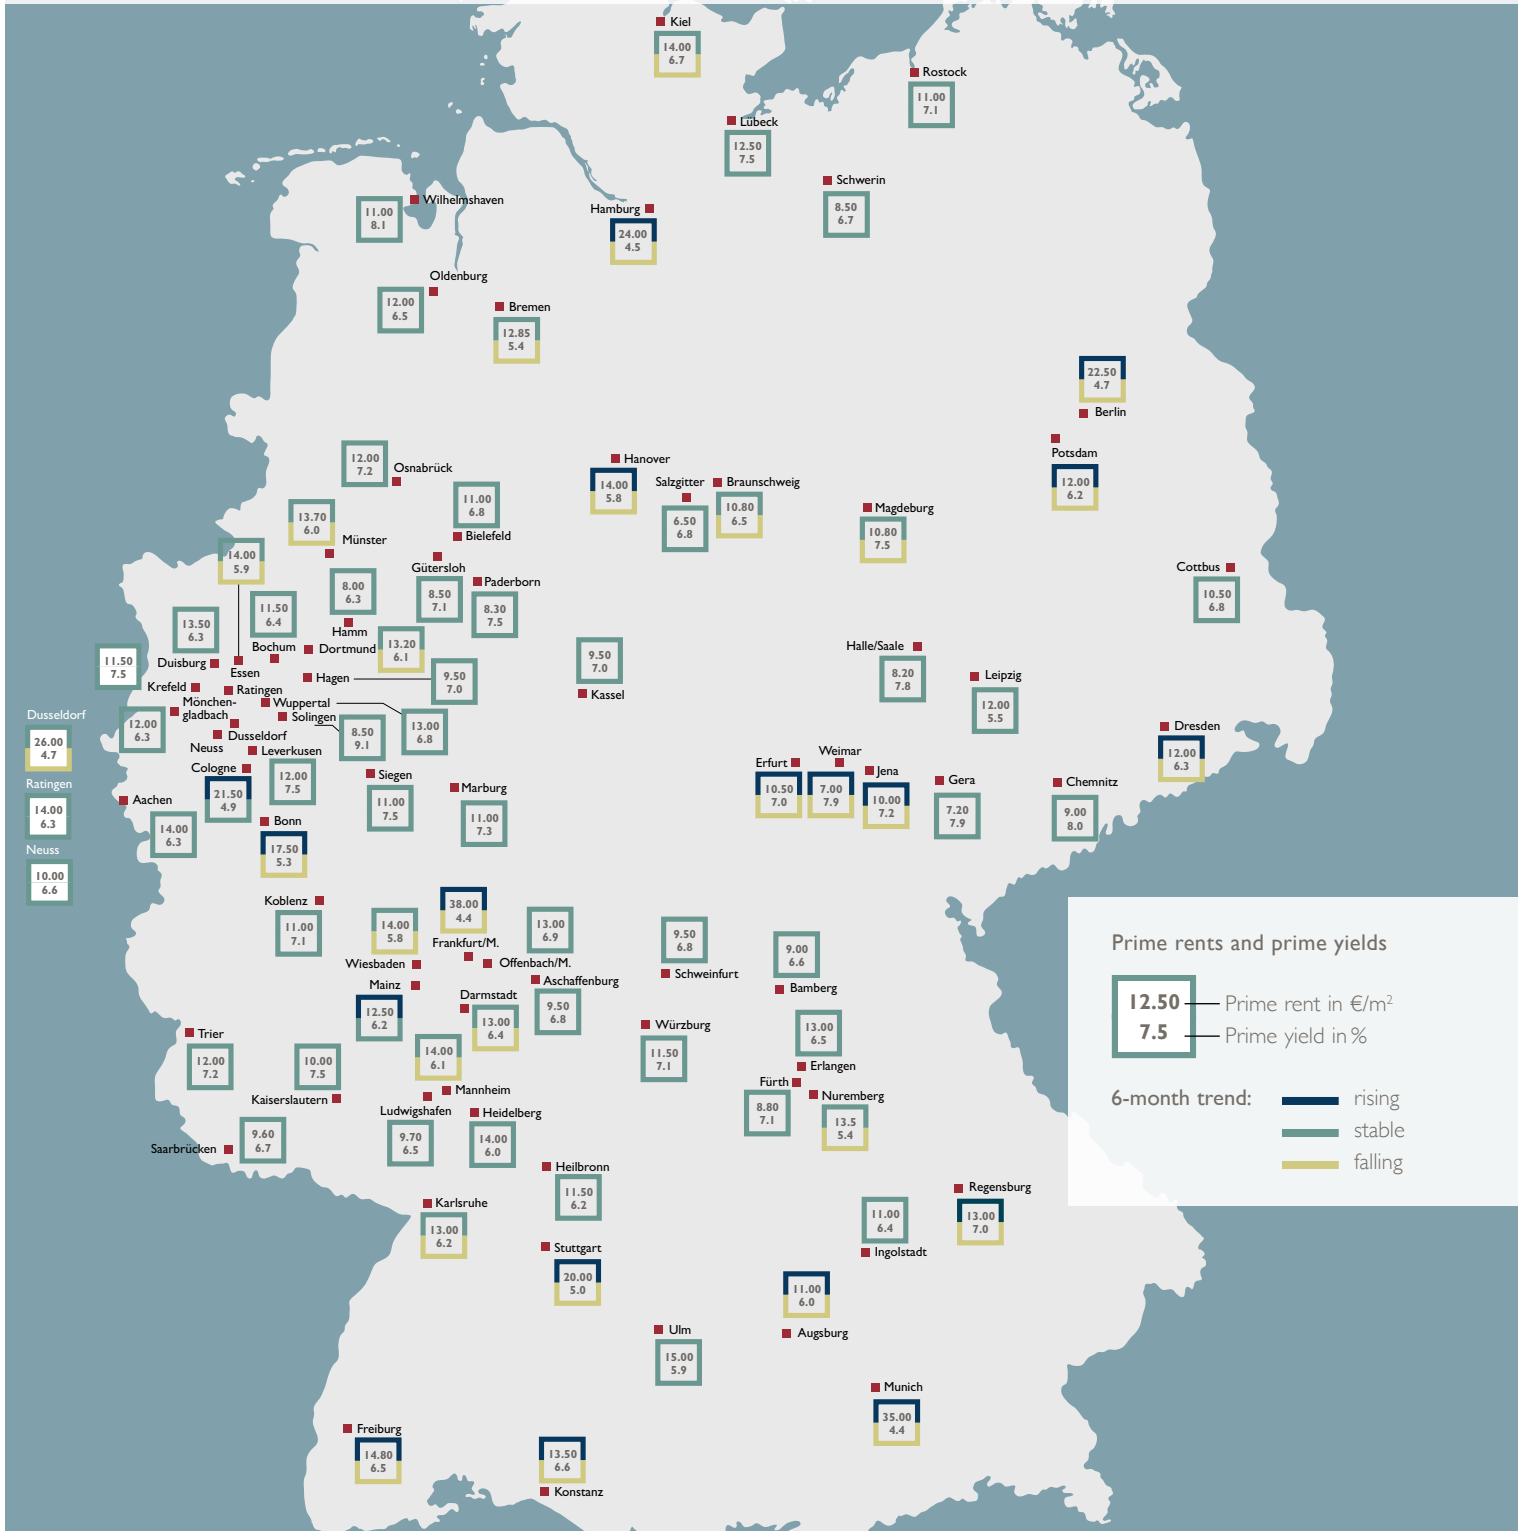 Kiel
14.00
6.7
Rostock
11.00
7.1
Lübeck
12.50
7.5
Schwerin
8.50
6.7
Wilhelmshaven
11.00
8.1
Hamburg
24.00
4.5
Oldenburg
12.00
6.5
Bremen
12.85
5.4
22.50
4.7
Berlin
Potsdam
12.00
6.2
12.00
7.2
Osnabrück
Hanover
14.00
5.8
Salzgitter
6.50
6.8
Braunschweig
10.80
6.5
11.00
6.8
Bielefeld
Magdeburg
10.80
7.5
13.70
6.0
Münster
14.00
5.9
Gütersloh
8.50
7.1
Paderborn
8.30
7.5
Cottbus
10.50
6.8
8.00
6.3
Hamm
11.50
6.4
Bochum
13.50
6.3
Duisburg
Essen
Dortmund
13.20
6.1
11.50
7.5
Krefeld
Hagen
9.50
7.0
9.50
7.0
Kassel
Halle/Saale
8.20
7.8
Leipzig
12.00
5.5
Ratingen
Mönchen-
gladbach
12.00
6.3
Wuppertal
13.00
6.8
Solingen
8.50
9.1
Dusseldorf
26.00
4.7
Dusseldorf
Neuss
Leverkusen
12.00
7.5
Dresden
12.00
6.3
Cologne
21.50
4.9
Ratingen
14.00
6.3
Aachen
14.00
6.3
Siegen
11.00
7.5
Marburg
11.00
7.3
Erfurt
10.50
7.0
Weimar
7.00
7.9
Jena
10.00
7.2
Gera
7.20
7.9
Chemnitz
9.00
8.0
Bonn
17.50
5.3
Neuss
10.00
6.6
Koblenz
11.00
7.1
14.00
5.8
Wiesbaden
38.00
4.4
Frankfurt/M.
13.00
6.9
Offenbach/M.
9.50
6.8
Schweinfurt
9.00
6.6
Bamberg
Mainz
12.50
6.2
Darmstadt
13.00
6.4
Aschaffenburg
9.50
6.8
Würzburg
11.50
7.1
13.00
6.5
Erlangen
Trier
12.00
7.2
10.00
7.5
Kaiserslautern
14.00
6.1
Mannheim
Ludwigshafen
9.70
6.5
Heidelberg
14.00
6.0
Fürth
8.80
7.1
Nuremberg
13.5
5.4
Saarbrücken
9.60
6.7
Heilbronn
11.50
6.2
Karlsruhe
13.00
6.2
Stuttgart
20.00
5.0
11.00
6.4
Ingolstadt
Regensburg
13.00
7.0
11.00
6.0
Augsburg
Ulm
15.00
5.9
Munich
35.00
4.4
Freiburg
14.80
6.5
13.50
6.6
Konstanz
Prime rents and prime yields
12.50 Prime rent in €/m²
7.5 Prime yield in %
6-month trend: rising
stable
falling